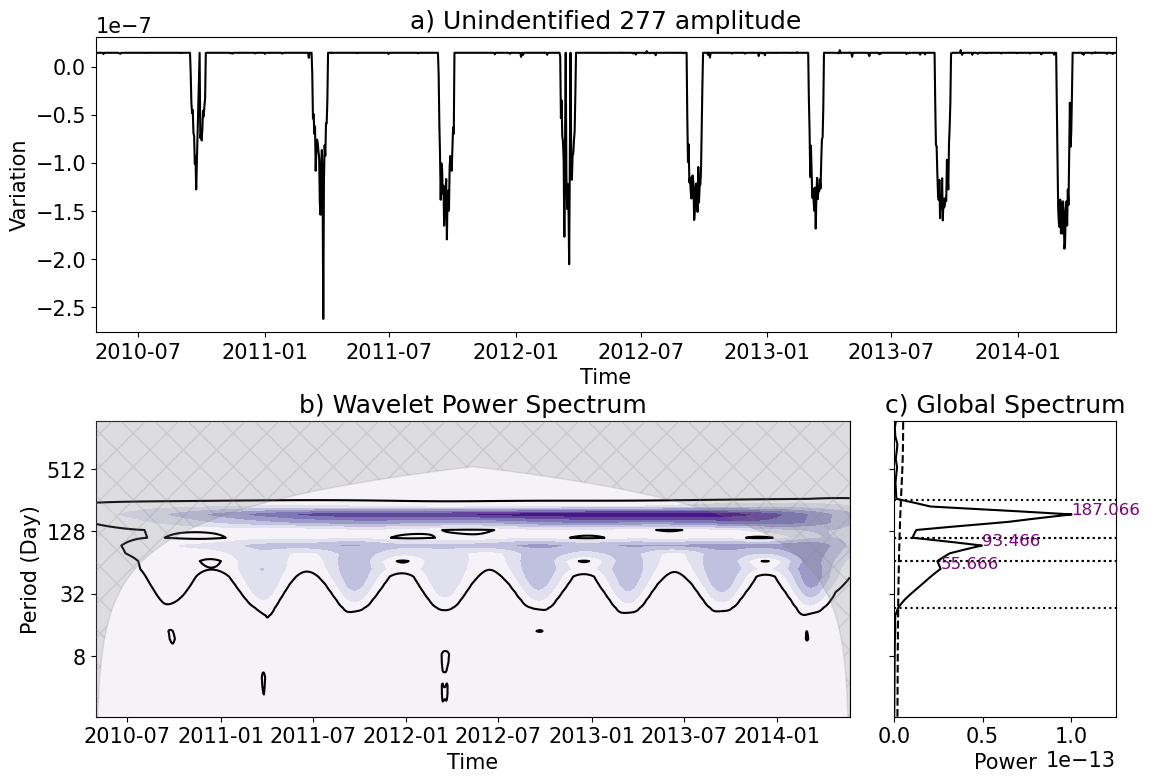 a) Unidentified 277 amplitude
1e−7
0.0
−0.5
−1.0
−1.5
−2.0
−2.5
Variation
2010-07 2011-01 2011-07 2012-01 2012-07 2013-01 2013-07 2014-01
Time
b) Wavelet Power Spectrum
512
128
32
8
Period (Day)
2010-07 2011-01 2011-07 2012-01 2012-07 2013-01 2013-07 2014-01
Time
c) Global Spectrum
187.066
93.466
55.666
0.0 0.5 1.0
Power 1e−13